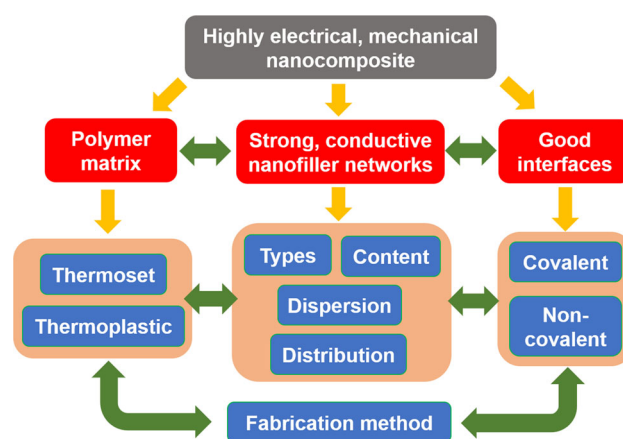 Highly electrical, mechanical
nanocomposite
Polymer
matrix
Strong, conductive
nanofiller networks
Good
interfaces
Thermoset
Thermoplastic
Types
Content
Dispersion
Distribution
Covalent
Non-
covalent
Fabrication method